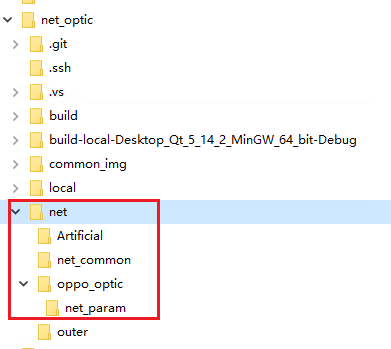 net_optic
.git
.ssh
.vs
build
build-local-Desktop_Qt_5_14_2_MinGW_64_bit-Debug
common_img
local
net
Artificial
net_common
oppo_optic
net_param
outer